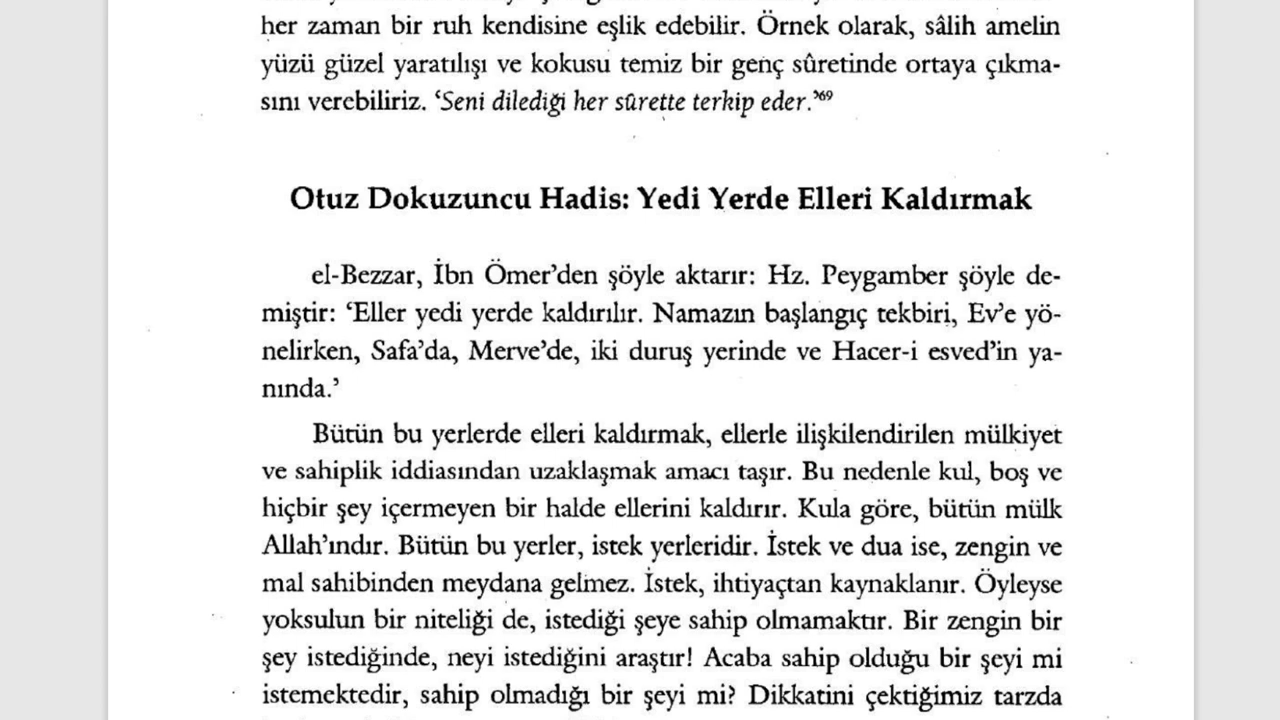 her zaman bir ruh kendisine eşlik edebilir. Örnek olarak, sâlih amelin
yüzü güzel yaratılışı ve kokusu temiz bir genç sûretinde ortaya çıkma-
sını verebiliriz. ‘Seni dilediği her sûrette terkip eder.’69
Otuz Dokuzuncu Hadis: Yedi Yerde Elleri Kaldırmak
el-Bezzar, İbn Ömer’den şöyle aktarır: Hz. Peygamber şöyle de-
miştir: ‘Eller yedi yerde kaldırılır. Namazın başlangıç tekbiri, Ev’e yö-
nelirken, Safa’da, Merve’de, iki duruş yerinde ve Hacer-i esved’in ya-
nında.’
Bütün bu yerlerde elleri kaldırmak, ellerle ilişkilendirilen mülkiyet
ve sahiplik iddiasından uzaklaşmak amacı taşır. Bu nedenle kul, boş ve
hiçbir şey içermeyen bir halde ellerini kaldırır. Kula göre, bütün mülk
Allah’ındır. Bütün bu yerler, istek yerleridir. İstek ve dua ise, zengin ve
mal sahibinden meydana gelmez. İstek, ihtiyaçtan kaynaklanır. Öyleyse
yoksulun bir niteliği de, istediği şeye sahip olmamaktır. Bir zengin bir
şey istediğinde, neyi istediğini araştır! Acaba sahip olduğu bir şeyi mi
istemektedir, sahip olmadığı bir şeyi mi? Dikkatini çektiğimiz tarzda